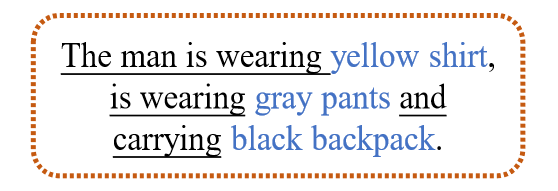 The man is wearing yellow shirt,
is wearing gray pants and
carrying black backpack.